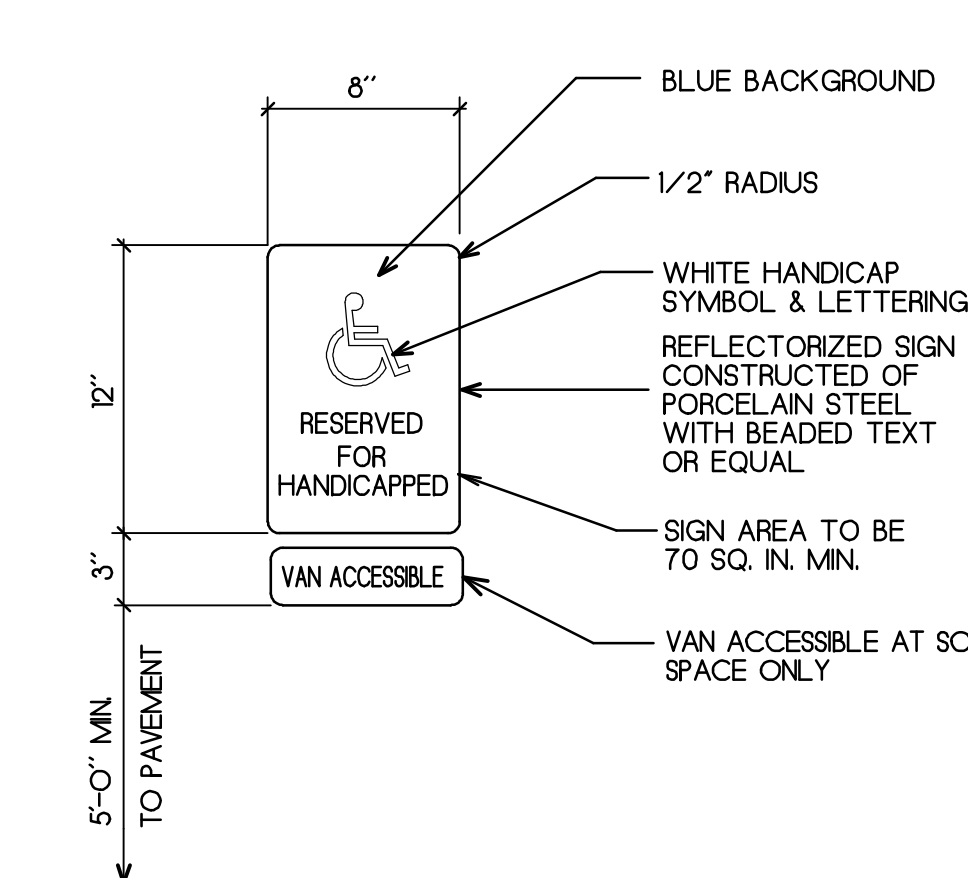 8"
BLUE BACKGROUND
1/2" RADIUS
WHITE HANDICAP
SYMBOL & LETTERING
REFLECTORIZED SIGN
CONSTRUCTED OF
PORCELAIN STEEL
WITH BEADED TEXT
OR EQUAL
12"
RESERVED
FOR
HANDICAPPED
SIGN AREA TO BE
70 SQ. IN. MIN.
3"
VAN ACCESSIBLE
VAN ACCESSIBLE AT
SPACE ONLY
5'-0" MIN.
TO PAVEMENT